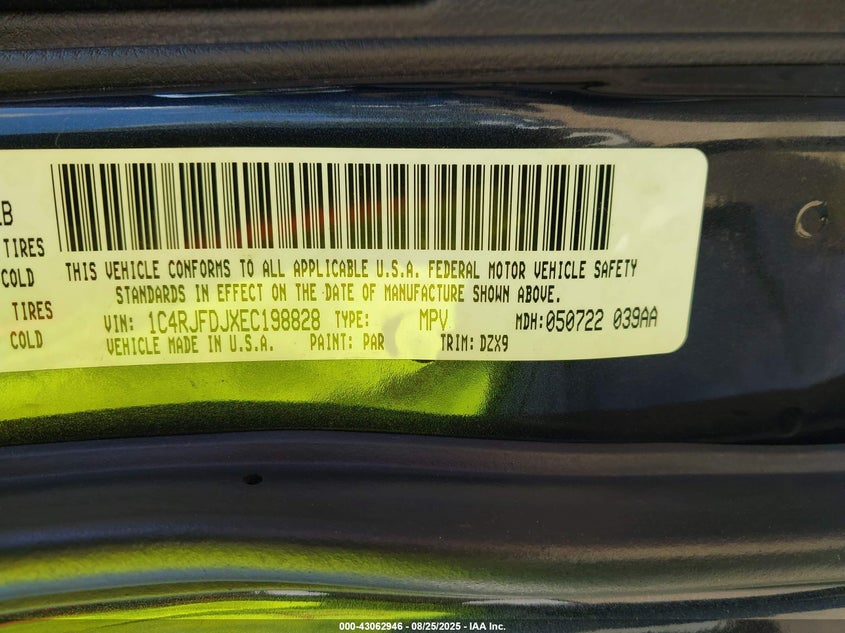 LB
TIRES
COLD
TIRES
COLD
THIS VEHICLE CONFORMS TO ALL APPLICABLE U.S.A. FEDERAL MOTOR VEHICLE SAFETY
STANDARDS IN EFFECT ON THE DATE OF MANUFACTURE SHOWN ABOVE.
VIN: 1C4RJFDJXEC198828 TYPE: MPV MDH:050722 039AA
VEHICLE MADE IN U.S.A. PAINT: PAR TRIM: DZX9
000-43062946 - 08/25/2025 - IAA Inc.